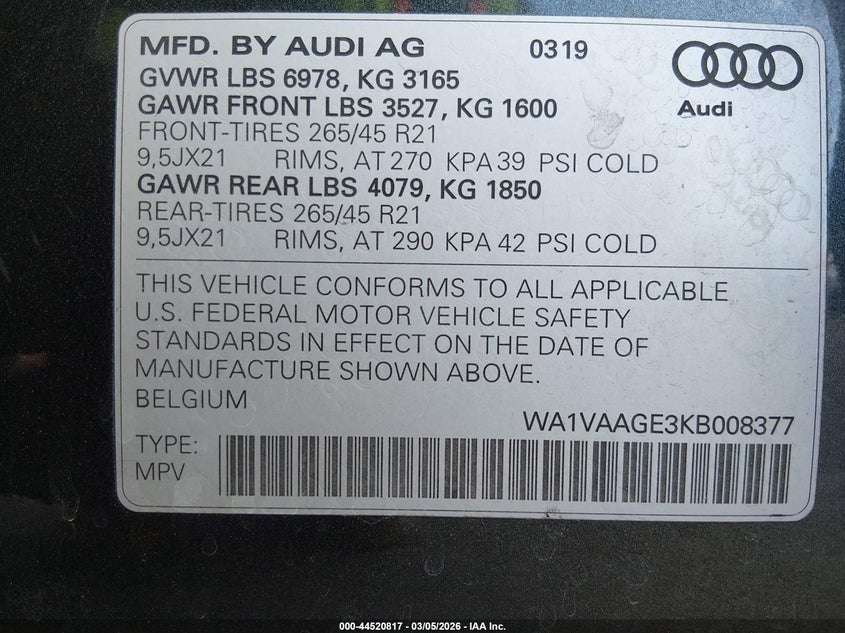 MFD. BY AUDI AG 0319
GVWR LBS 6978, KG 3165
GAWR FRONT LBS 3527, KG 1600
Audi
FRONT-TIRES 265/45 R21
9,5JX21 RIMS, AT 270 KPA 39 PSI COLD
GAWR REAR LBS 4079, KG 1850
REAR-TIRES 265/45 R21
9,5JX21 RIMS, AT 290 KPA 42 PSI COLD
THIS VEHICLE CONFORMS TO ALL APPLICABLE
U.S. FEDERAL MOTOR VEHICLE SAFETY
STANDARDS IN EFFECT ON THE DATE OF
MANUFACTURE SHOWN ABOVE.
BELGIUM
WA1VAAGE3KB008377
TYPE:
MPV
000-44520817 - 03/05/2026 - IAA Inc.